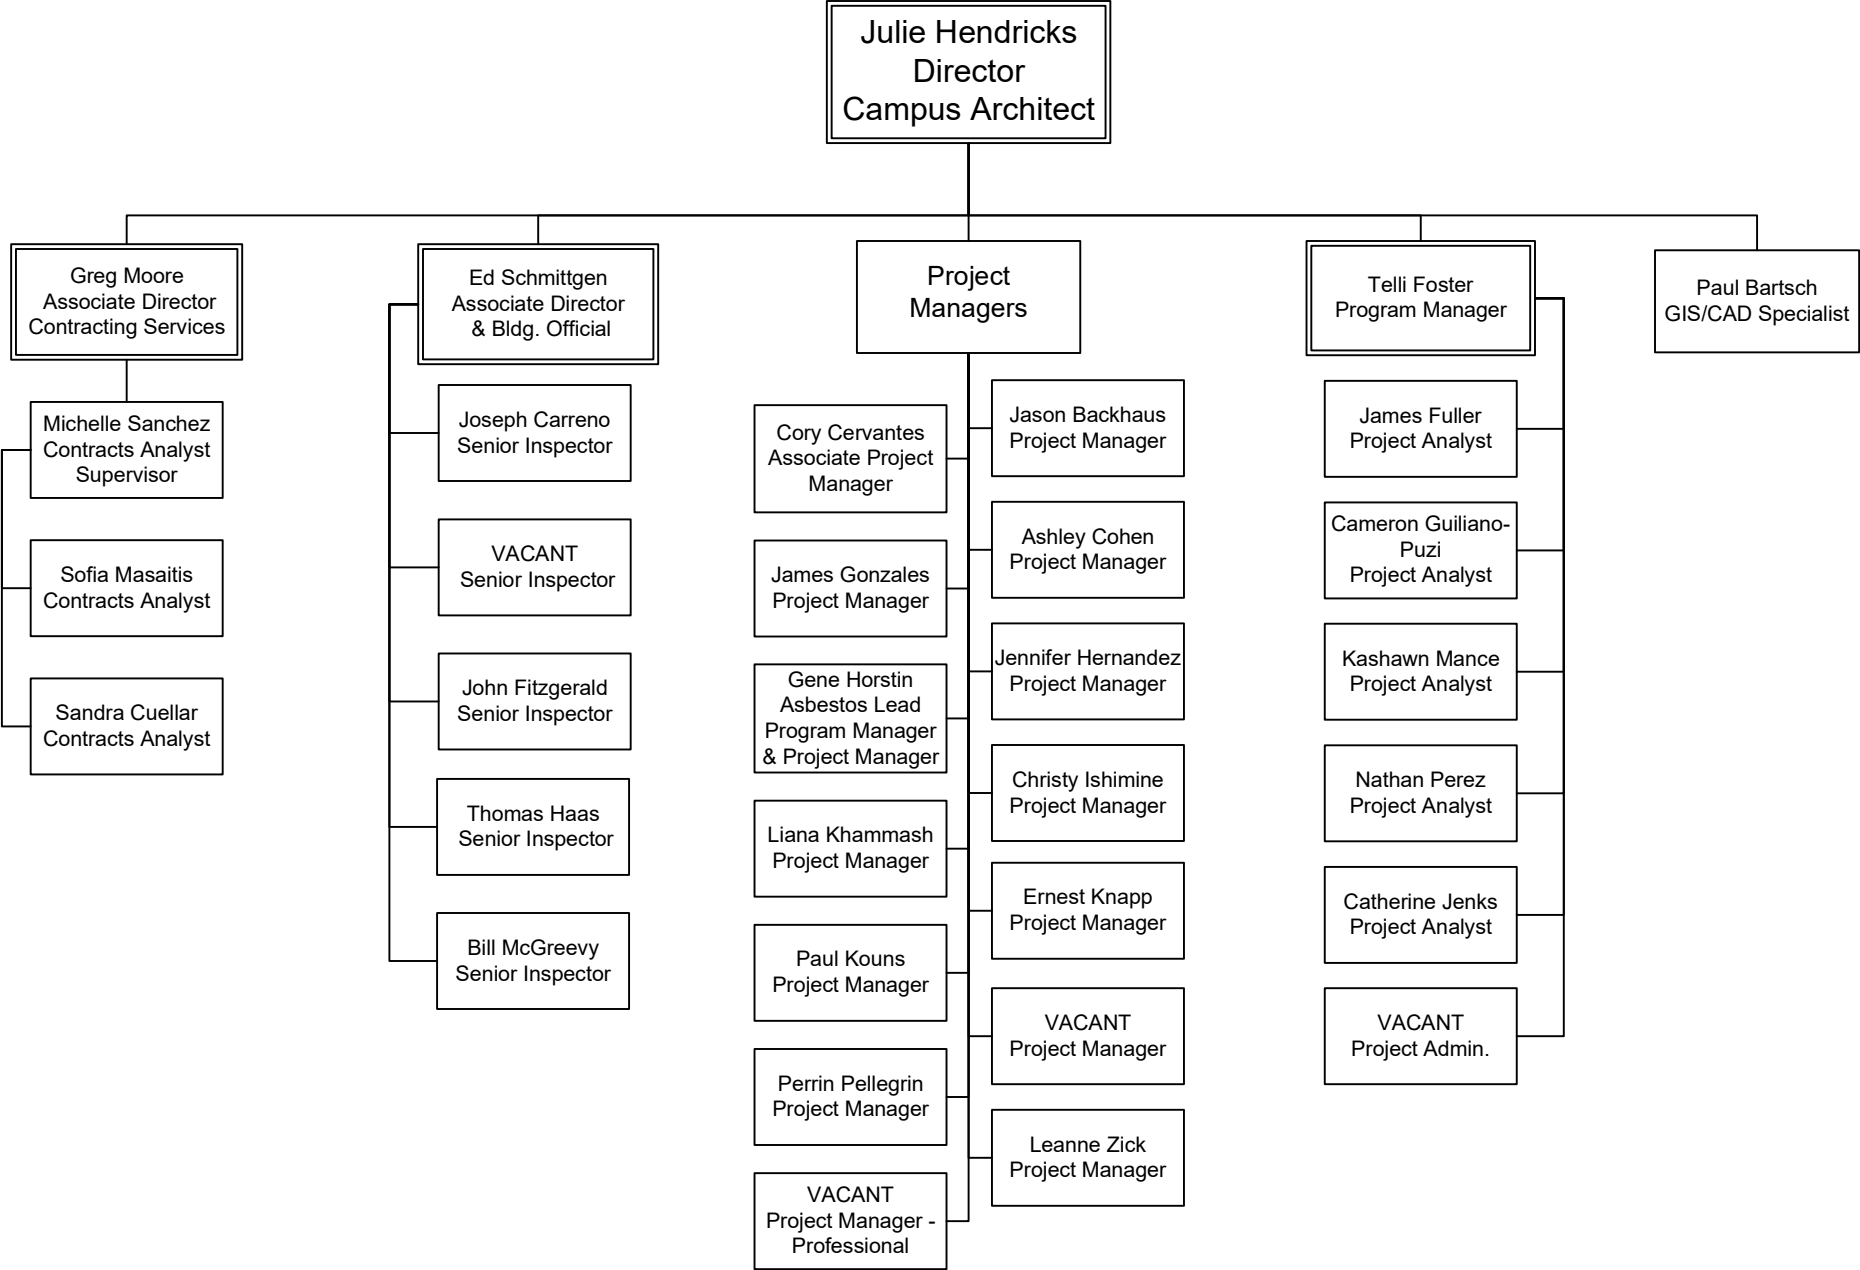 Julie Hendricks
Director
Campus Architect
Greg Moore
Associate Director
Contracting Services
Michelle Sanchez
Contracts Analyst
Supervisor
Sofia Masaitis
Contracts Analyst
Sandra Cuellar
Contracts Analyst
Ed Schmittgen
Associate Director
& Bldg. Official
Joseph Carreno
Senior Inspector
VACANT
Senior Inspector
John Fitzgerald
Senior Inspector
Thomas Haas
Senior Inspector
Bill McGreevy
Senior Inspector
Project
Managers
Cory Cervantes
Associate Project
Manager
James Gonzales
Project Manager
Gene Horstin
Asbestos Lead
Program Manager
& Project Manager
Liana Khammash
Project Manager
Paul Kouns
Project Manager
Perrin Pellegrin
Project Manager
VACANT
Project Manager -
Professional
Jason Backhaus
Project Manager
Ashley Cohen
Project Manager
Jennifer Hernandez
Project Manager
Christy Ishimine
Project Manager
Ernest Knapp
Project Manager
VACANT
Project Manager
Leanne Zick
Project Manager
Telli Foster
Program Manager
James Fuller
Project Analyst
Cameron Guiliano-
Puzi
Project Analyst
Kashawn Mance
Project Analyst
Nathan Perez
Project Analyst
Catherine Jenks
Project Analyst
VACANT
Project Admin.
Paul Bartsch
GIS/CAD Specialist